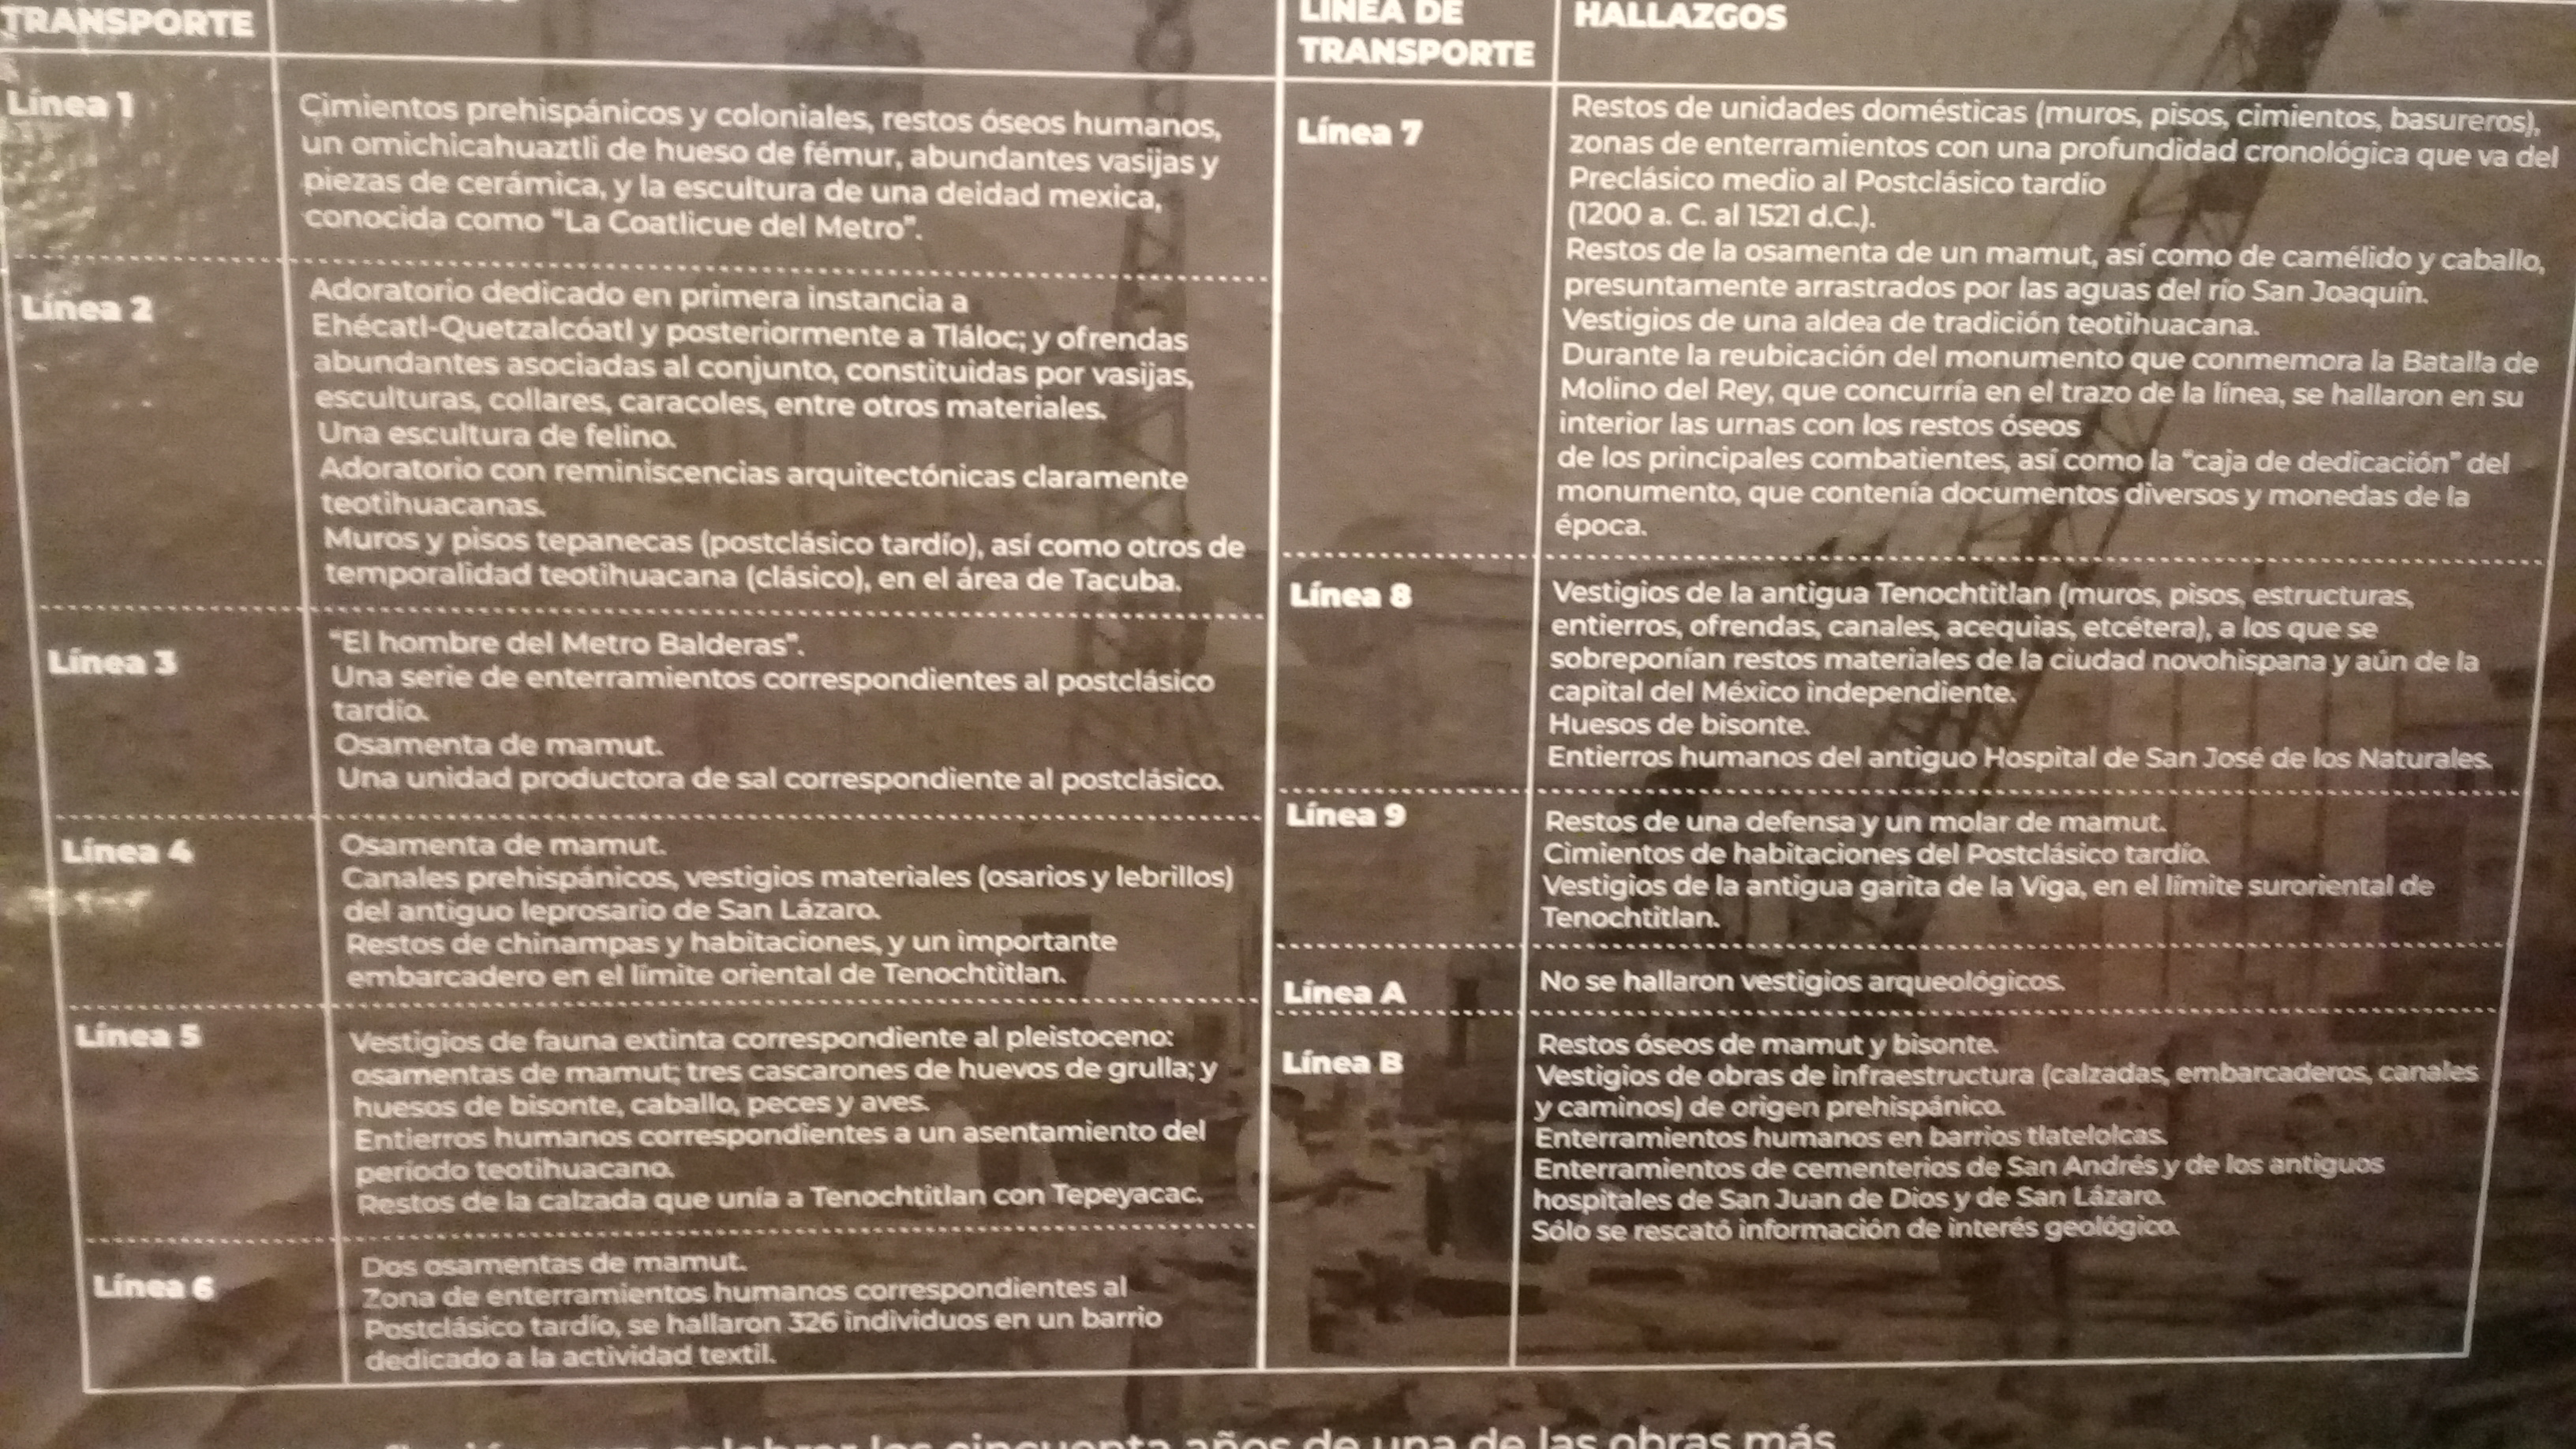 TRANSPORTE
Línea 1
Cimientos prehispánicos y coloniales, restos óseos humanos,
un omichicahuaztli de hueso de fémur, abundantes vasijas y
piezas de cerámica, y la escultura de una deidad mexica,
conocida como “La Coatlicue del Metro”.
Línea 2
Adoratorio dedicado en primera instancia a
Ehécatl-Quetzalcóatl y posteriormente a Tláloc; y ofrendas
abundantes asociadas al conjunto, constituidas por vasijas,
esculturas, collares, caracoles, entre otros materiales.
Una escultura de felino.
Adoratorio con reminiscencias arquitectónicas claramente
teotihuacanas.
Muros y pisos tepanecas (postclásico tardío), así como otros de
temporalidad teotihuacana (clásico), en el área de Tacuba.
Línea 3
“El hombre del Metro Balderas”.
Una serie de enterramientos correspondientes al postclásico
tardío.
Osamenta de mamut.
Una unidad productora de sal correspondiente al postclásico.
Línea 4
Osamenta de mamut.
Canales prehispánicos, vestigios materiales (osarios y lebrillos)
del antiguo leprosario de San Lázaro.
Restos de chinampas y habitaciones, y un importante
embarcadero en el límite oriental de Tenochtitlan.
Línea 5
Vestigios de fauna extinta correspondiente al pleistoceno:
osamentas de mamut; tres cascarones de huevos de grulla; y
huesos de bisonte, caballo, peces y aves.
Entierros humanos correspondientes a un asentamiento del
período teotihuacano.
Restos de la calzada que unía a Tenochtitlan con Tepeyacac.
Línea 6
Dos osamentas de mamut.
Zona de enterramientos humanos correspondientes al
Postclásico tardío, se hallaron 326 individuos en un barrio
dedicado a la actividad textil.
LÍNEA DE
TRANSPORTE
HALLAZGOS
Línea 7
Restos de unidades domésticas (muros, pisos, cimientos, basureros),
zonas de enterramientos con una profundidad cronológica que va del
Preclásico medio al Postclásico tardío
(1200 a. C. al 1521 d.C.).
Restos de la osamenta de un mamut, así como de camélido y caballo,
presuntamente arrastrados por las aguas del río San Joaquín.
Vestigios de una aldea de tradición teotihuacana.
Durante la reubicación del monumento que conmemora la Batalla de
Molino del Rey, que concurría en el trazo de la línea, se hallaron en su
interior las urnas con los restos óseos
de los principales combatientes, así como la “caja de dedicación” del
monumento, que contenía documentos diversos y monedas de la
época.
Línea 8
Vestigios de la antigua Tenochtitlan (muros, pisos, estructuras,
entierros, ofrendas, canales, acequias, etcétera), a los que se
sobreponían restos materiales de la ciudad novohispana y aún de la
capital del México independiente.
Huesos de bisonte.
Entierros humanos del antiguo Hospital de San José de los Naturales.
Línea 9
Restos de una defensa y un molar de mamut.
Cimientos de habitaciones del Postclásico tardío.
Vestigios de la antigua garita de la Viga, en el límite suroriental de
Tenochtitlan.
Línea A
No se hallaron vestigios arqueológicos.
Línea B
Restos óseos de mamut y bisonte.
Vestigios de obras de infraestructura (calzadas, embarcaderos, canales
y caminos) de origen prehispánico.
Enterramientos humanos en barrios tlatelolcas.
Enterramientos de cementerios de San Andrés y de los antiguos
hospitales de San Juan de Dios y de San Lázaro.
Sólo se rescató información de interés geológico.
los cincuenta años de una de las obras más